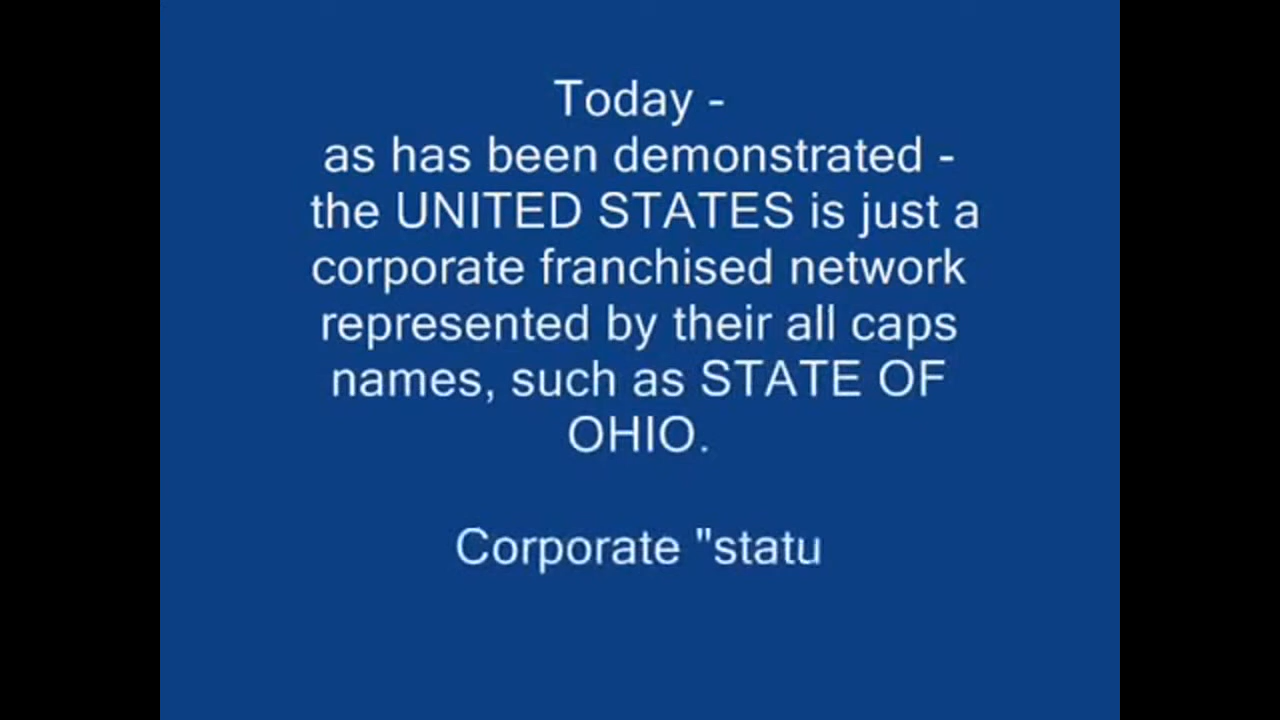 Today -
as has been demonstrated -
the UNITED STATES is just a
corporate franchised network
represented by their all caps
names, such as STATE OF
OHIO.
Corporate "statu